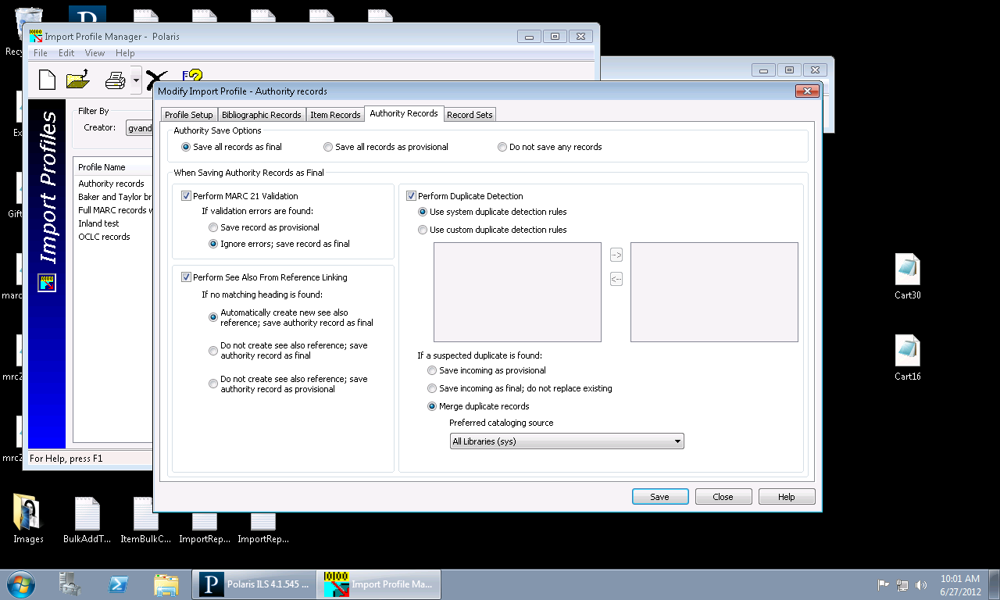 Import Profile Manager - Polaris
File Edit View Help
Filter By
Creator: gvand
Import Profiles
Profile Name
Authority records
Baker and Taylor br
Full MARC records w
Inland test
OCLC records
For Help, press F1
Modify Import Profile - Authority records
Profile Setup Bibliographic Records Item Records Authority Records Record Sets
Authority Save Options
Save all records as final Save all records as provisional Do not save any records
When Saving Authority Records as Final
Perform MARC 21 Validation
If validation errors are found:
Save record as provisional
Ignore errors; save record as final
Perform See Also From Reference Linking
If no matching heading is found:
Automatically create new see also
reference; save authority record as final
Do not create see also reference; save
authority record as final
Do not create see also reference; save
authority record as provisional
Perform Duplicate Detection
Use system duplicate detection rules
Use custom duplicate detection rules
-->
<--
If a suspected duplicate is found:
Save incoming as provisional
Save incoming as final; do not replace existing
Merge duplicate records
Preferred cataloging source
All Libraries (sys)
Save Close Help
Recy
Ex
Gift
marc
mrc2
mrc2
Cart30
Cart16
Images BulkAddT... ItemBulkC... ImportRep... ImportRep...
Polaris ILS 4.1.545 ... Import Profile Ma...
10:01 AM
6/27/2012